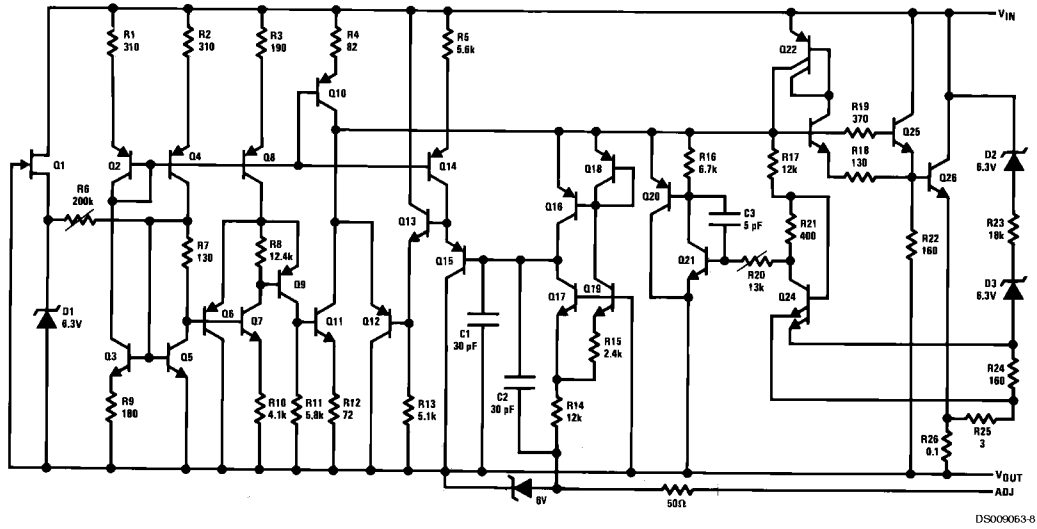 VIN
R1
310
R2
310
R3
190
R4
82
R5
5.6k
Q22
Q10
R19
370
Q25
R18
130
Q1
Q2
Q4
Q8
Q14
Q18
R16
6.7k
R17
12k
Q26
D2
6.3V
R6
200k
Q13
Q16
Q20
C3
5 pF
R21
400
R23
18k
R7
130
R8
12.4k
Q9
Q15
Q21
R20
13k
R22
160
D1
6.3V
Q6
Q7
Q11
Q12
Q17
Q19
Q24
D3
6.3V
C1
30 pF
R15
2.4k
Q3
Q5
C2
30 pF
R24
160
R9
180
R10
4.1k
R11
5.8k
R12
72
R13
5.1k
R14
12k
R26
0.1
R25
3
VOUT
6V
50Ω
ADJ
DS009063-8